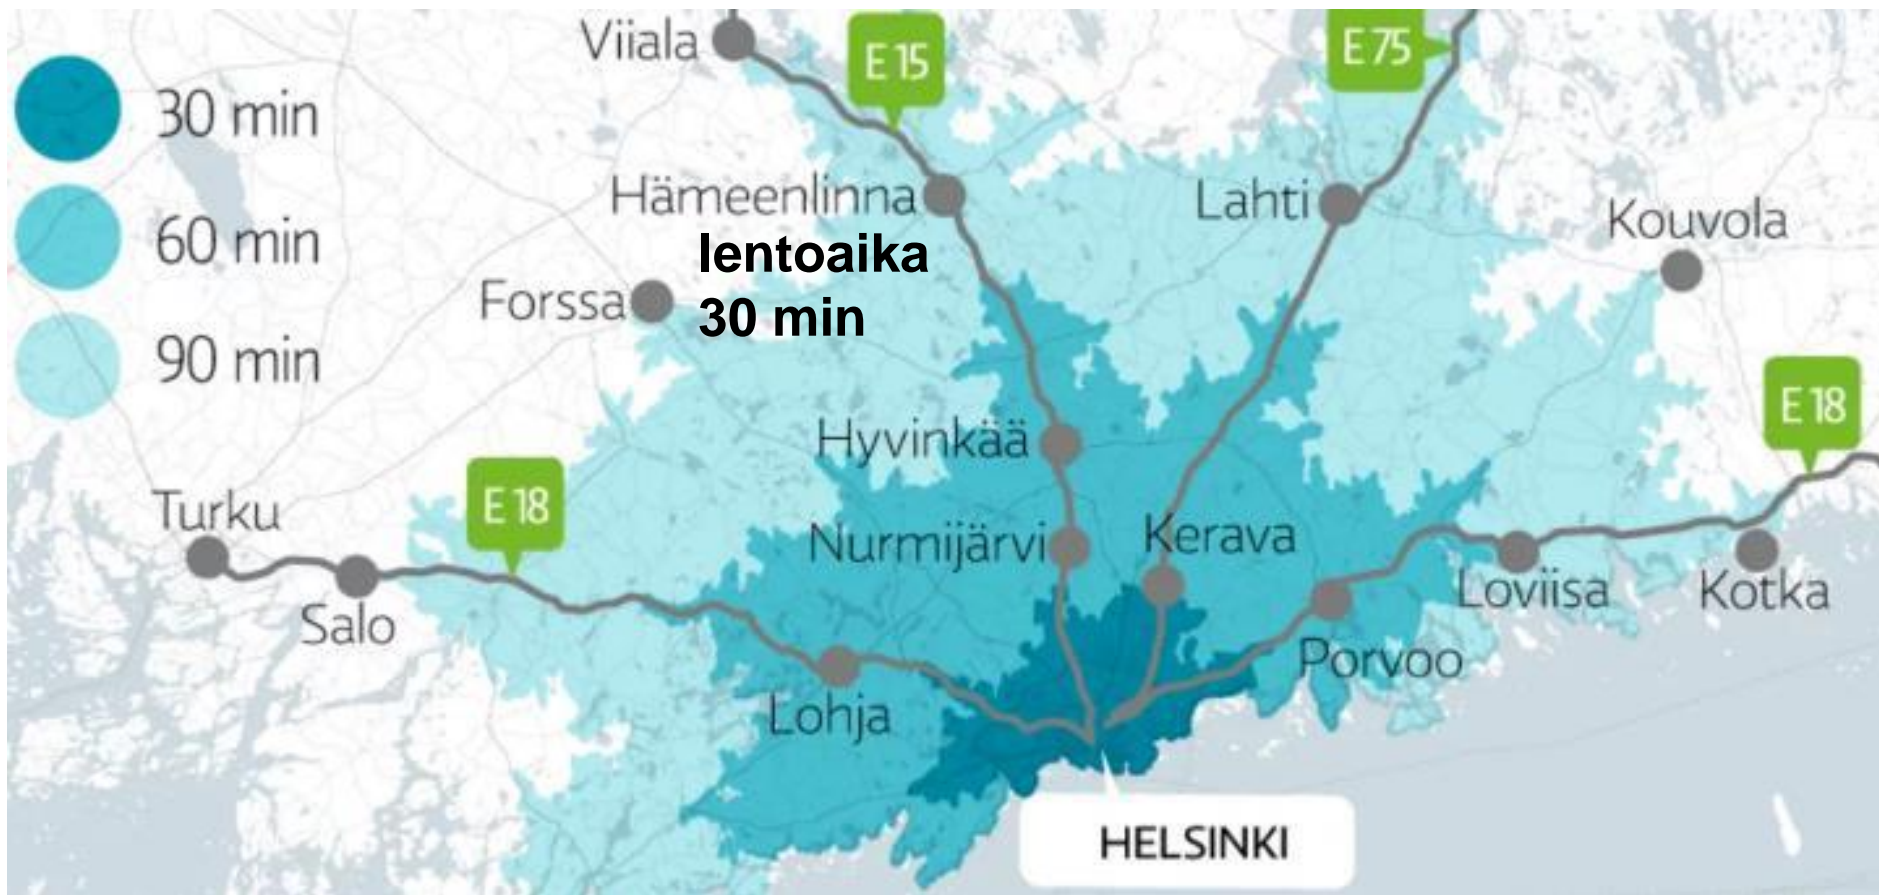 30 min
60 min
90 min
Viiala
E 15
E 75
Hämeenlinna
Lahti
Kouvola
lentoaika
30 min
Forssa
E 18
Hyvinkää
E 18
Turku
Nurmijärvi
Kerava
Salo
Loviisa
Kotka
Porvoo
Lohja
HELSINKI